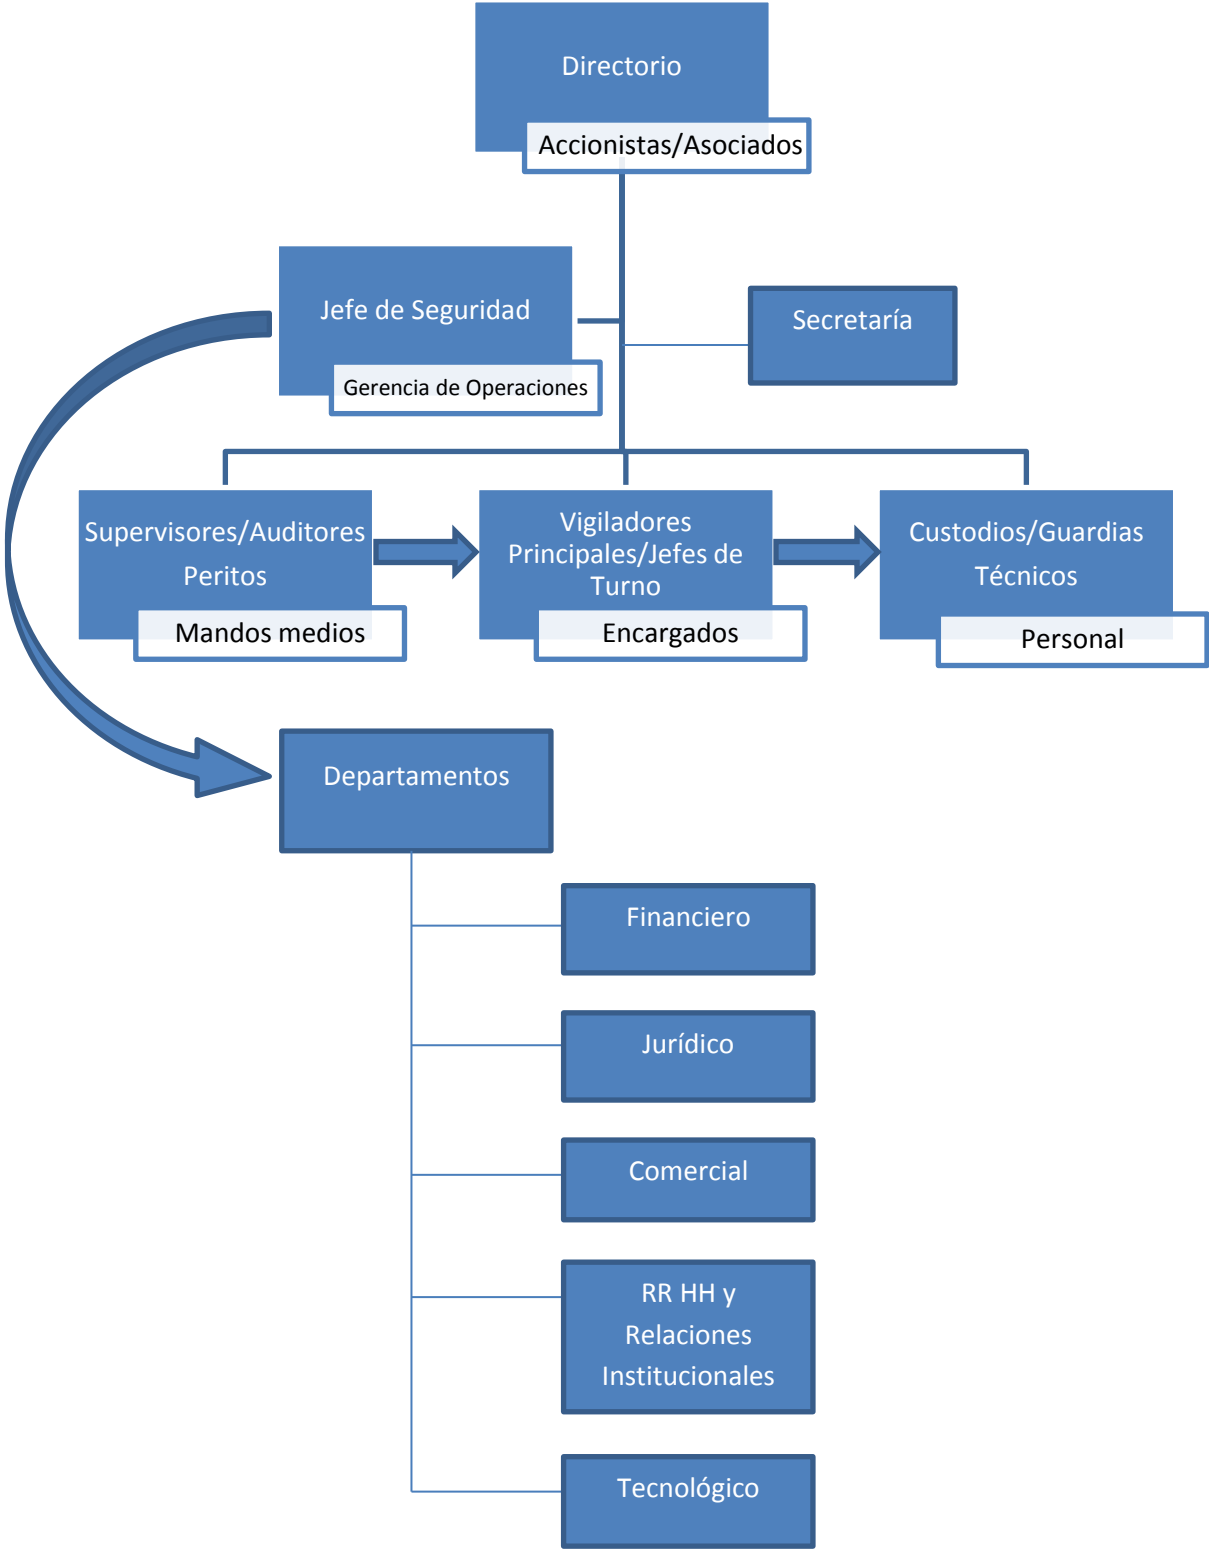 Directorio
Accionistas/Asociados
Jefe de Seguridad
Gerencia de Operaciones
Secretaría
Supervisores/Auditores
Peritos
Mandos medios
Vigiladores
Principales/Jefes de
Turno
Encargados
Custodios/Guardias
Técnicos
Personal
Departamentos
Financiero
Jurídico
Comercial
RR HH y
Relaciones
Institucionales
Tecnológico